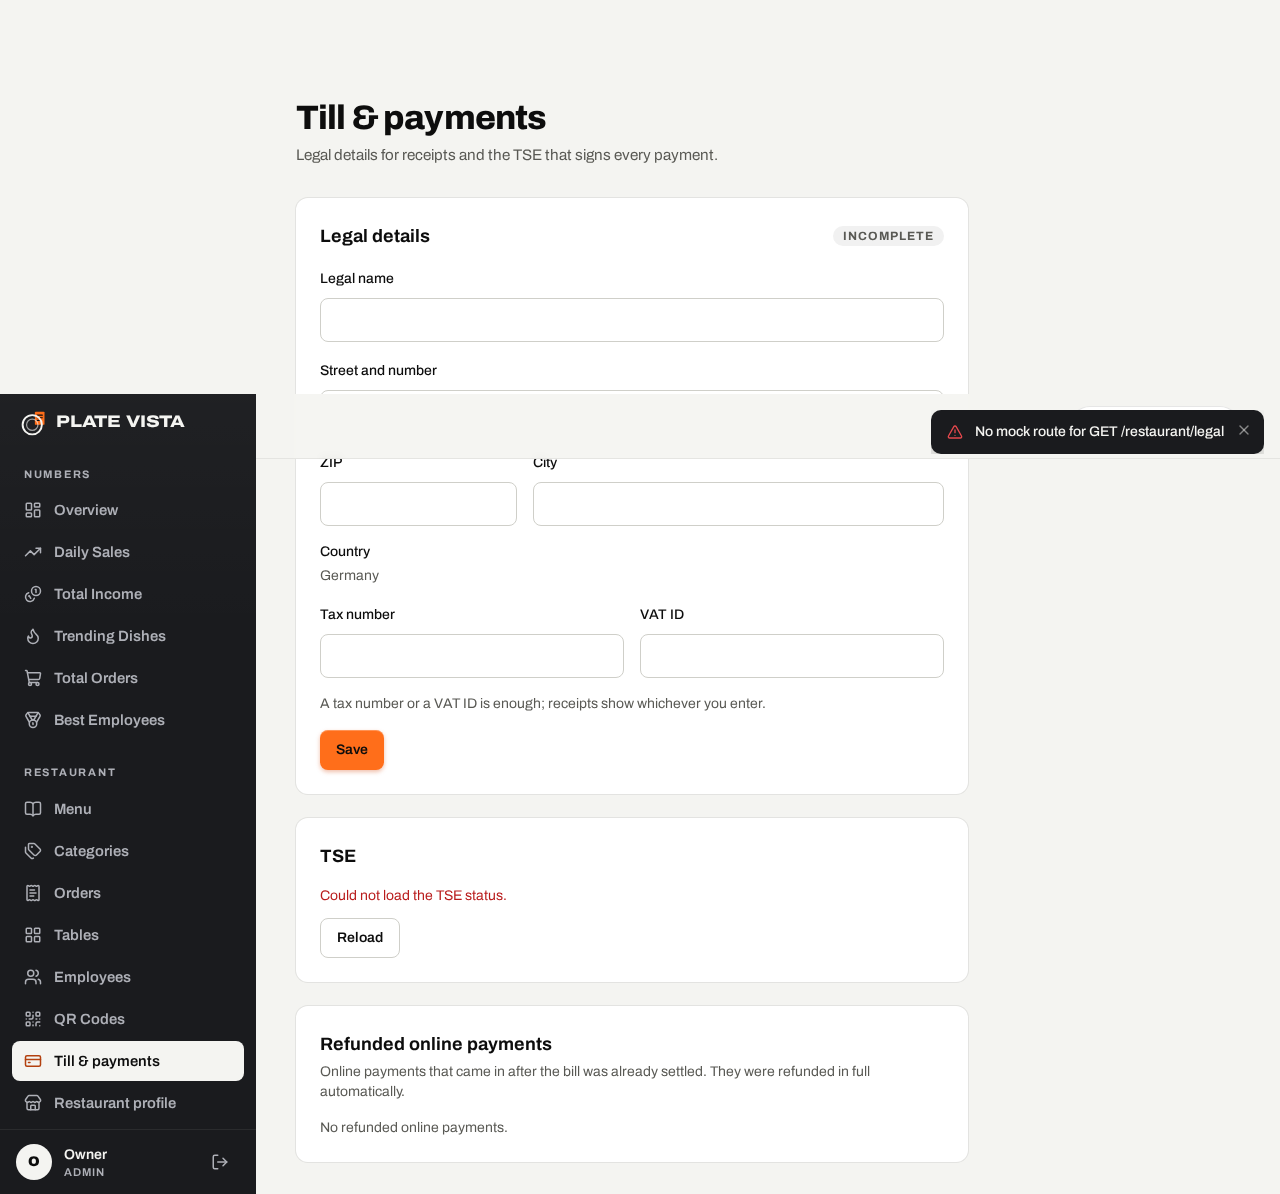 Till & payments
Legal details for receipts and the TSE that signs every payment.
Legal details
INCOMPLETE
Legal name
Street and number
PLATE VISTA
No mock route for GET /restaurant/legal
NUMBERS
Overview
Daily Sales
Total Income
Trending Dishes
Total Orders
Best Employees
RESTAURANT
Menu
Categories
Orders
Tables
Employees
QR Codes
Till & payments
Restaurant profile
O
Owner
ADMIN
ZIP
City
Country
Germany
Tax number
VAT ID
A tax number or a VAT ID is enough; receipts show whichever you enter.
Save
TSE
Could not load the TSE status.
Reload
Refunded online payments
Online payments that came in after the bill was already settled. They were refunded in full
automatically.
No refunded online payments.